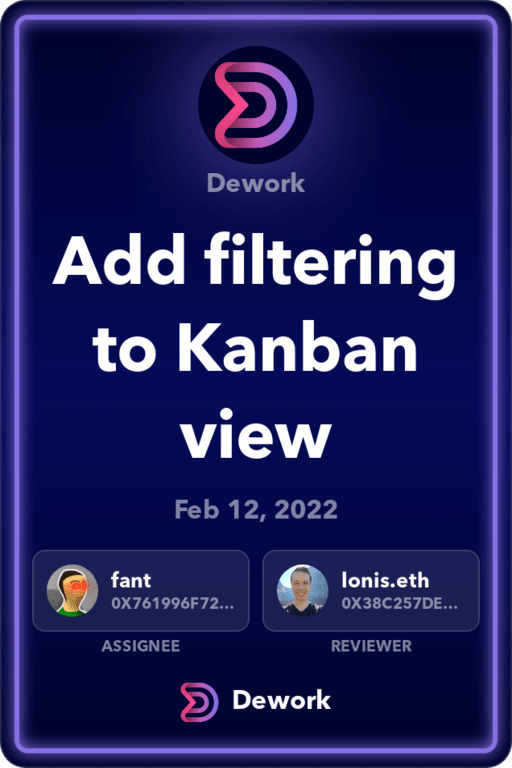 Dework
Add filtering
to Kanban
view
Feb 12, 2022
fant
0X761996F72...
lonis.eth
0X38C257DE...
ASSIGNEE
REVIEWER
Dework